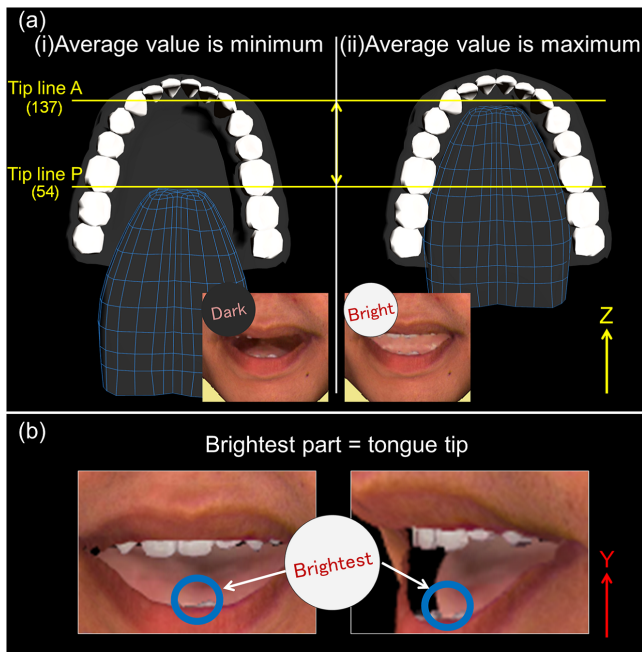 (a)
(i)Average value is minimum
(ii)Average value is maximum
Tip line A
(137)
Tip line P
(54)
Dark
Bright
Z
(b)
Brightest part = tongue tip
Brightest
Y